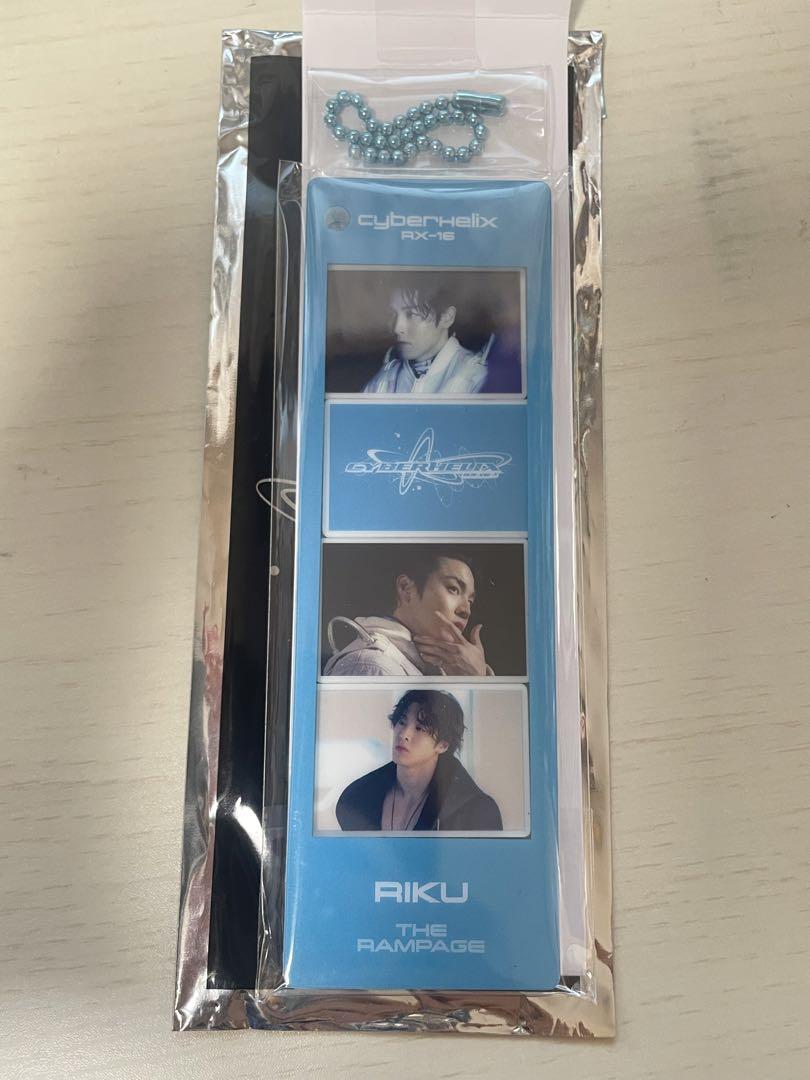 cyberhelix
RX-16
CYBERHELIX
RIKU
THE
RAMPAGE